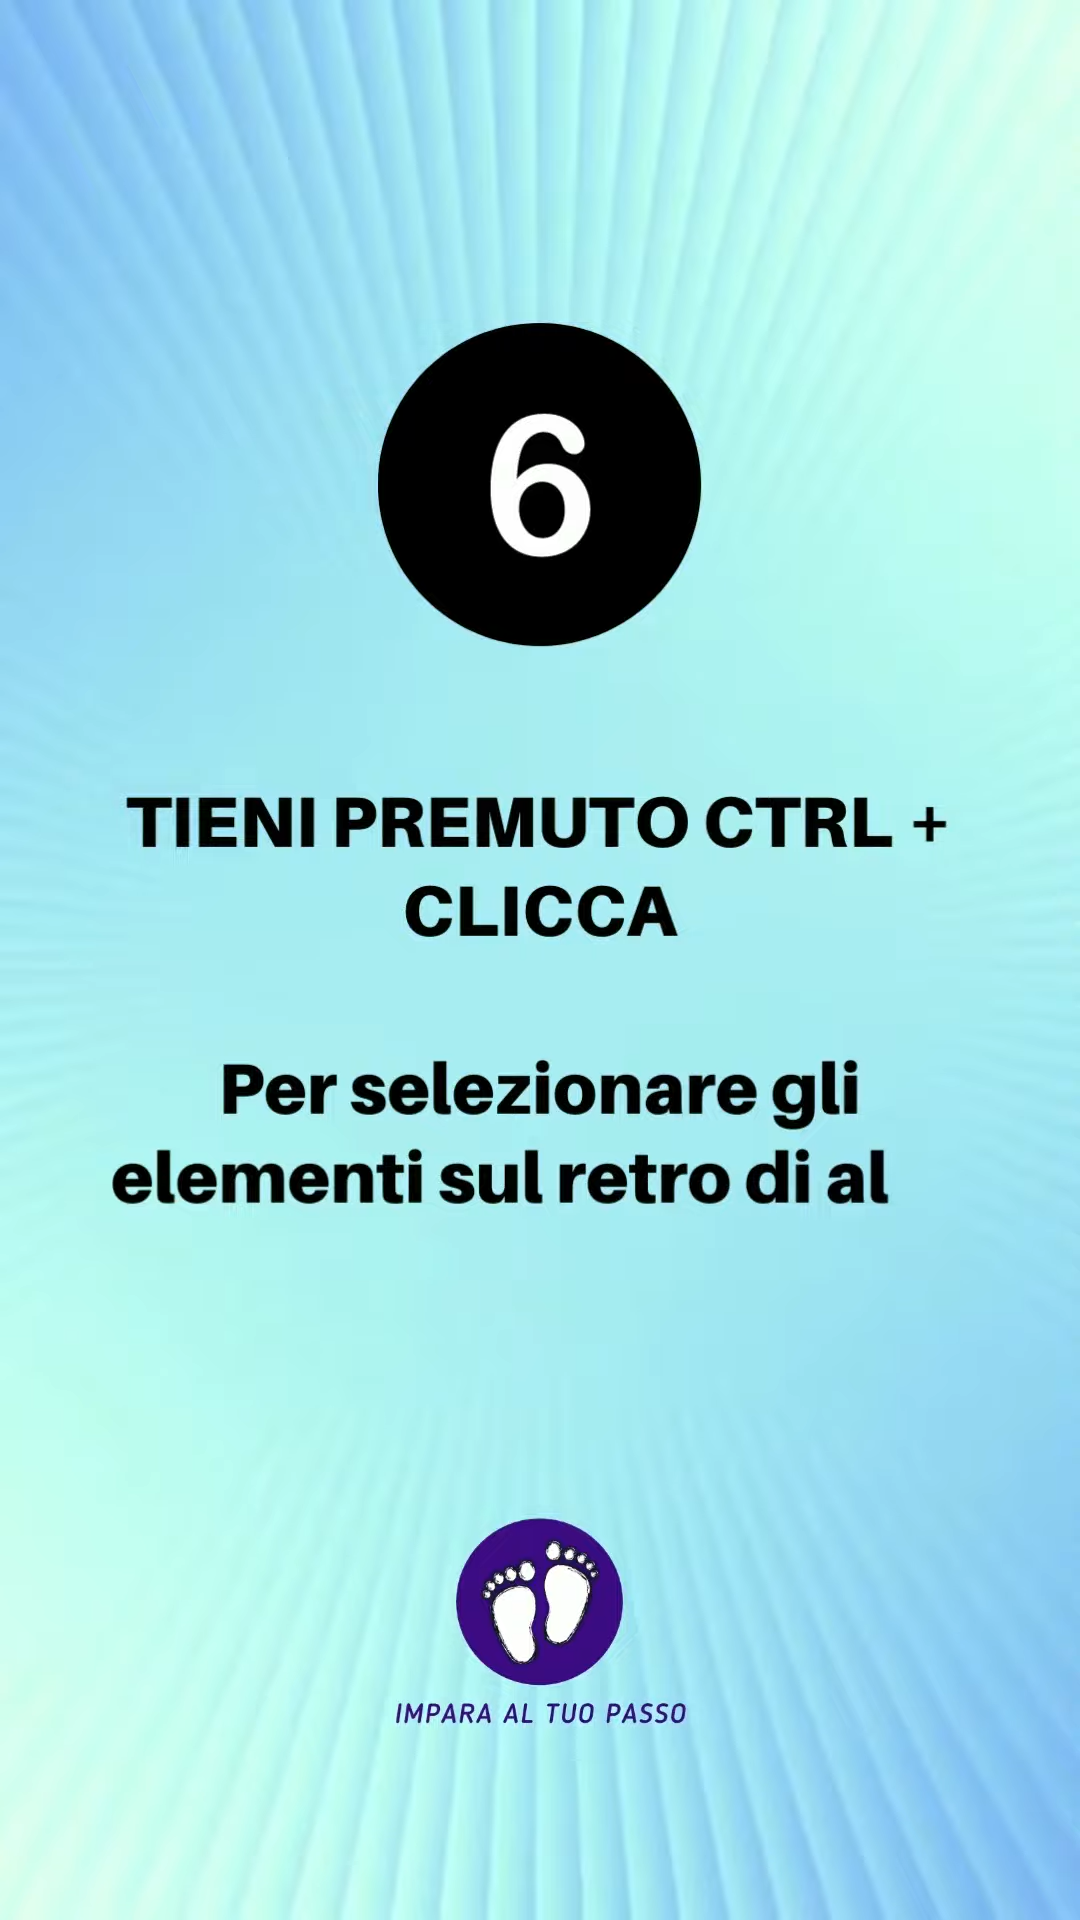 6
TIENI PREMUTO CTRL +
CLICCA
Per selezionare gli
elementi sul retro di al
IMPARA AL TUO PASSO